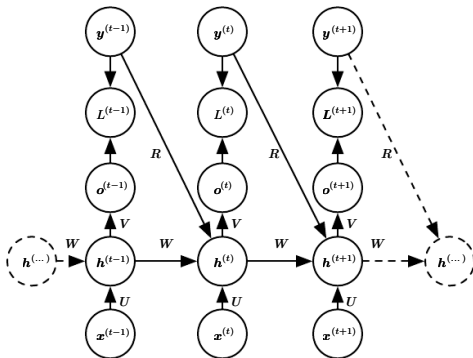 y^(t−1) y^(t) y^(t+1)
L^(t−1) L^(t) L^(t+1)
R R R
o^(t−1) o^(t) o^(t+1)
V V V
W W W W
h^(...) h^(t−1) h^(t) h^(t+1) h^(...)
U U U
x^(t−1) x^(t) x^(t+1)